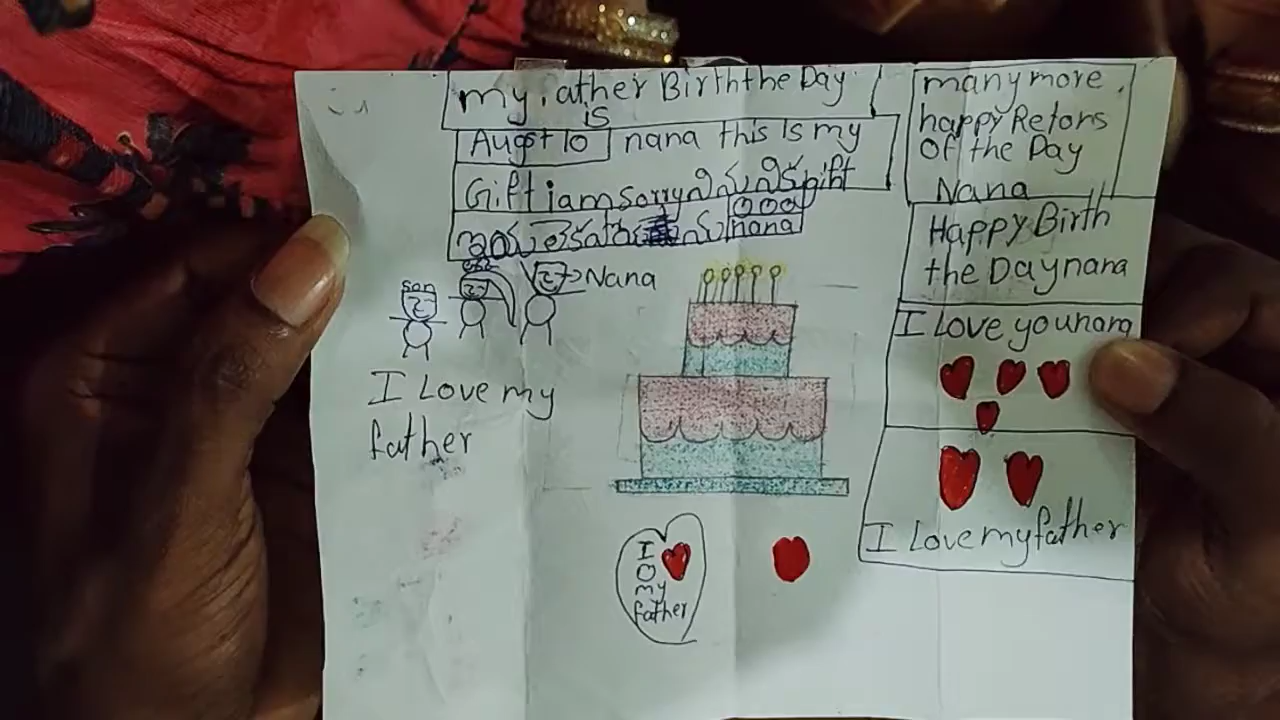 my father Birth the Day
is
Augst 10 nana this Is my
Gift iam sorry
nana
many more
happy Retors
Of the Day
Nana
Happy Birth
the Day nana
I Love you nana
I Love my father
san
Nana
I Love my
father
I
my
father